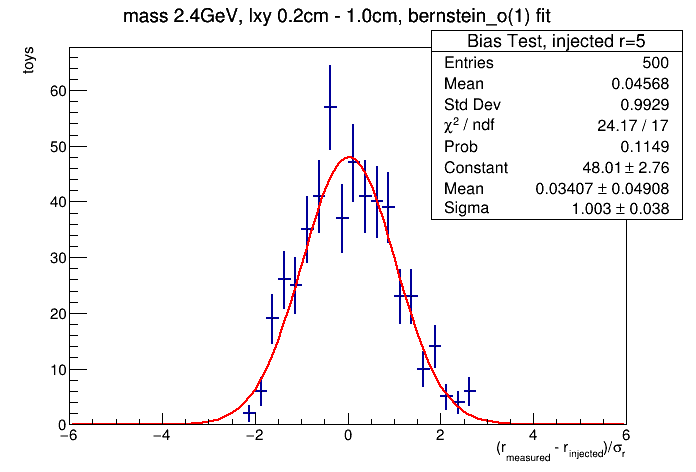 mass 2.4GeV, lxy 0.2cm - 1.0cm, bernstein_o(1) fit
Bias Test, injected r=5
Entries 500
Mean 0.04568
Std Dev 0.9929
χ² / ndf 24.17 / 17
Prob 0.1149
Constant 48.01 ± 2.76
Mean 0.03407 ± 0.04908
Sigma 1.003 ± 0.038
toys
60
50
40
30
20
10
0
−6 −4 −2 0 2 4 6
(r_measured - r_injected)/σ_r